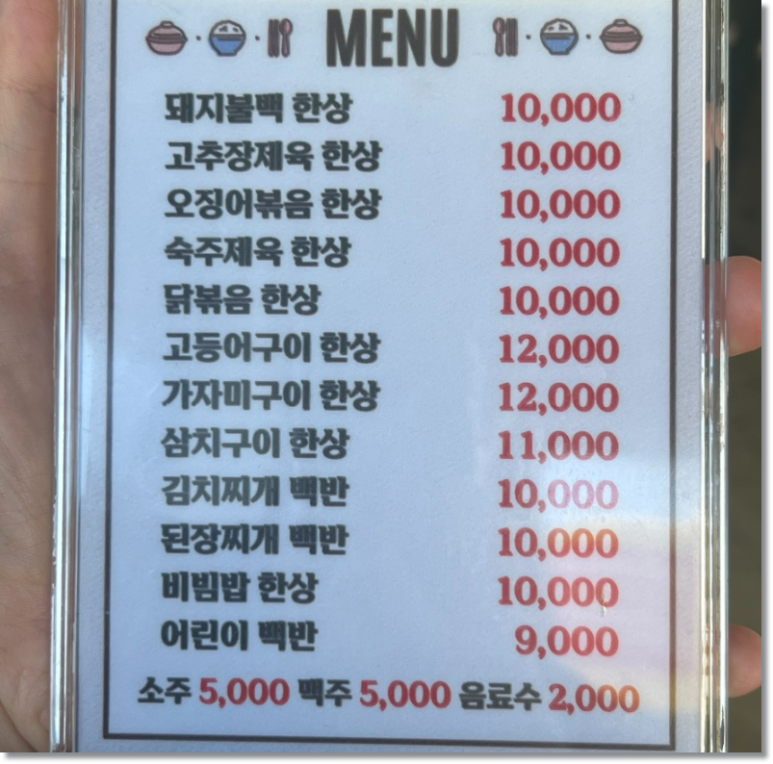 MENU
돼지불백 한상 10,000
고추장제육 한상 10,000
오징어볶음 한상 10,000
숙주제육 한상 10,000
닭볶음 한상 10,000
고등어구이 한상 12,000
가자미구이 한상 12,000
삼치구이 한상 11,000
김치찌개 백반 10,000
된장찌개 백반 10,000
비빔밥 한상 10,000
어린이 백반 9,000
소주 5,000 맥주 5,000 음료수 2,000